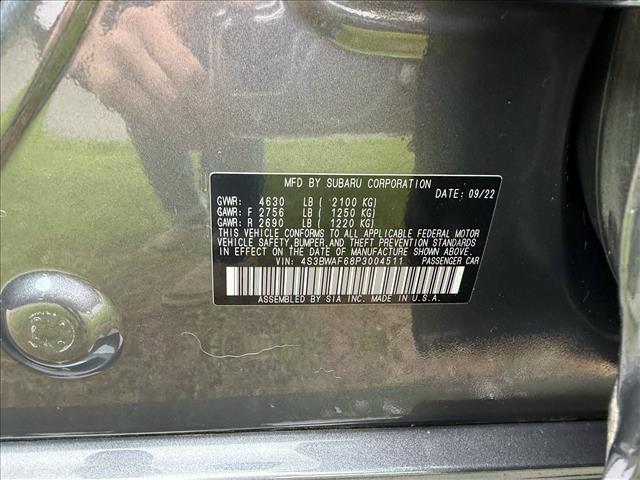 MFD BY SUBARU CORPORATION
DATE: 09/22
GVWR: 4630 LB ( 2100 KG)
GAWR: F 2756 LB ( 1250 KG)
GAWR: R 2690 LB ( 1220 KG)
THIS VEHICLE CONFORMS TO ALL APPLICABLE FEDERAL MOTOR
VEHICLE SAFETY, BUMPER, AND THEFT PREVENTION STANDARDS
IN EFFECT ON THE DATE OF MANUFACTURE SHOWN ABOVE.
VIN: 4S3BWAF68P3004511 PASSENGER CAR
ASSEMBLED BY SIA INC. MADE IN U.S.A.